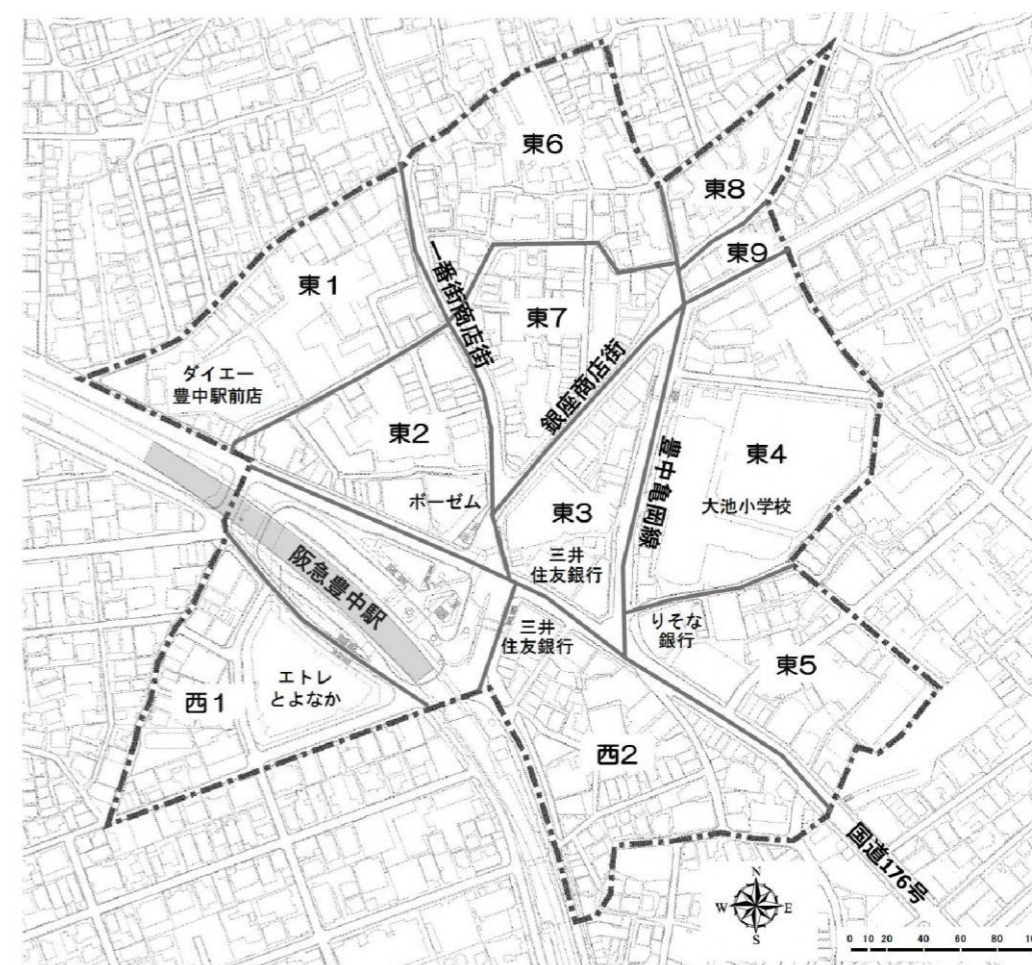 東6
東8
東9
東1
一番街商店街
東7
ダイエー
豊中駅前店
銀座商店街
東2
豊中亀岡線
東4
ボーゼム
東3
大池小学校
三井
住友銀行
阪急豊中駅
三井
住友銀行
りそな
銀行
東5
エトレ
とよなか
西1
西2
国道176号
N
W
E
S
0 10 20 40 60 80